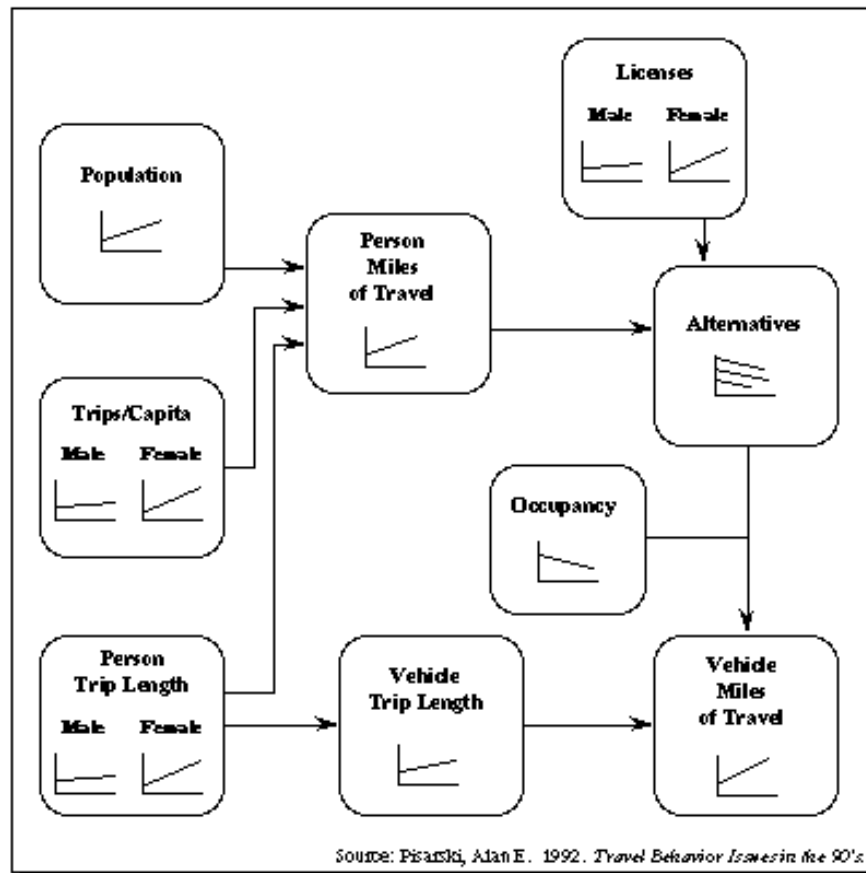 Licenses
Male Female
Population
Person
Miles
of Travel
Alternatives
Trips/Capita
Male Female
Occupancy
Person
Trip Length
Male Female
Vehicle
Trip Length
Vehicle
Miles
of Travel
Source: Pisarski, Alan E. 1992. Travel Behavior Issues in the 90's.